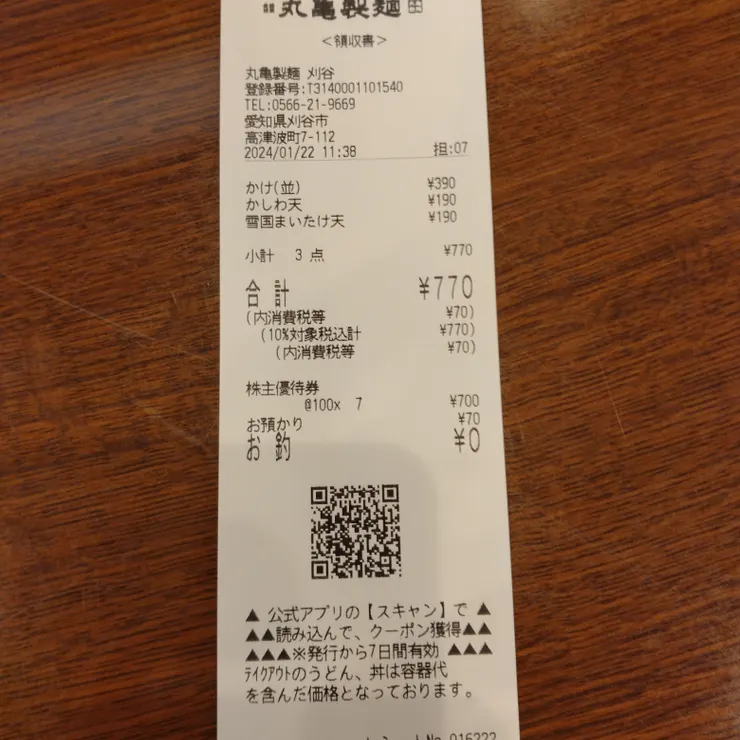 丸亀製麺
<領収書>
丸亀製麺 刈谷
登録番号:T3140001101540
TEL:0566-21-9669
愛知県刈谷市
高津波町7-112
2024/01/22 11:38 担:07
かけ(並) ¥390
かしわ天 ¥190
雪国まいたけ天 ¥190
小計 3 点 ¥770
合 計 ¥770
(内消費税等 ¥70)
(10%対象税込計 ¥770)
(内消費税等 ¥70)
株主優待券
@100x 7 ¥700
お預かり ¥70
お 釣 ¥0
▲ 公式アプリの【スキャン】で ▲
▲▲読み込んで、クーポン獲得▲▲
▲▲▲※発行から7日間有効 ▲▲▲
テイクアウトのうどん、丼は容器代
を含んだ価格となっております。
No 016222